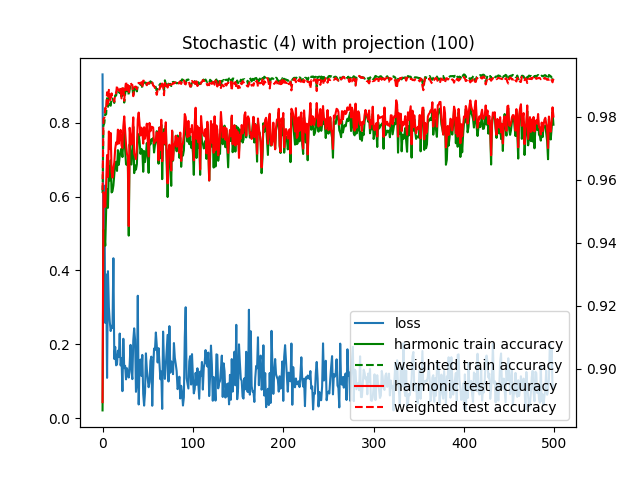 Stochastic (4) with projection (100)
0.8
0.6
0.4
0.2
0.0
0.98
0.96
0.94
0.92
0.90
loss
harmonic train accuracy
weighted train accuracy
harmonic test accuracy
weighted test accuracy
0 100 200 300 400 500